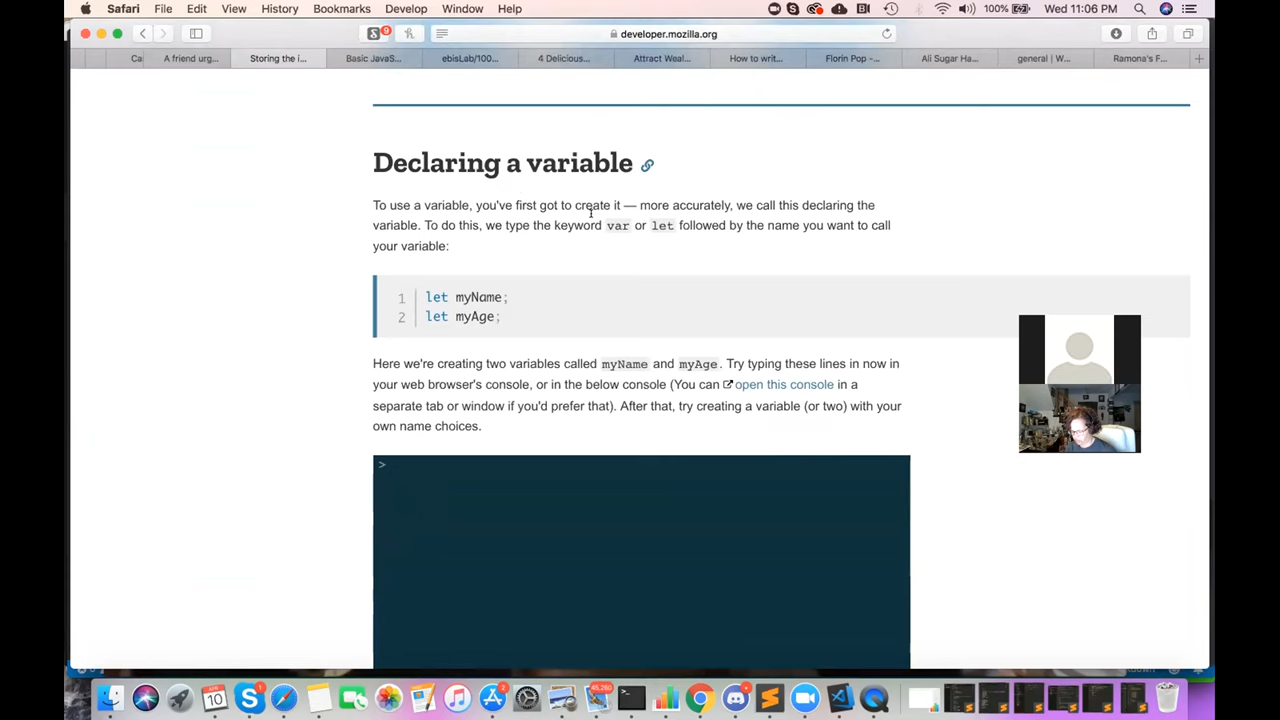 Safari File Edit View History Bookmarks Develop Window Help 100% Wed 11:06 PM
developer.mozilla.org
Ca A friend urg... Storing the i... Basic JavaS... ebisLab/100... 4 Delicious... Attract Weal... How to writ... Florin Pop -... Ali Sugar Ha... general | W... Ramona's F...
Declaring a variable
To use a variable, you've first got to create it — more accurately, we call this declaring the
variable. To do this, we type the keyword var or let followed by the name you want to call
your variable:
1 let myName;
2 let myAge;
Here we're creating two variables called myName and myAge. Try typing these lines in now in
your web browser's console, or in the below console (You can open this console in a
separate tab or window if you'd prefer that). After that, try creating a variable (or two) with your
own name choices.
>